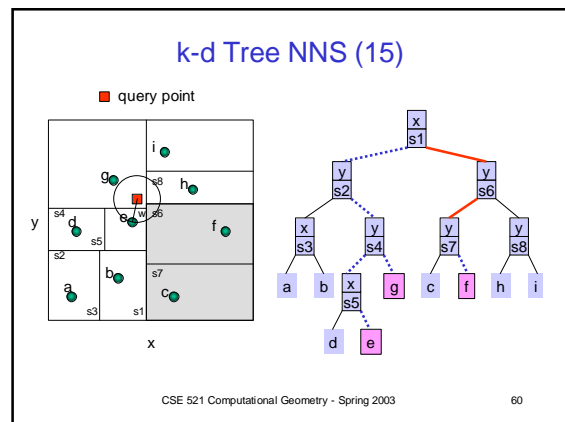 k-d Tree NNS (15)
query point
i
g
s8
h
e
w
s6
s4
d
f
y
s5
s2
s7
b
a
c
s3
s1
x
x
s1
y
s2
y
s6
x
s3
y
s4
y
s7
y
s8
a
b
x
s5
g
c
f
h
i
d
e
CSE 521 Computational Geometry - Spring 2003
60